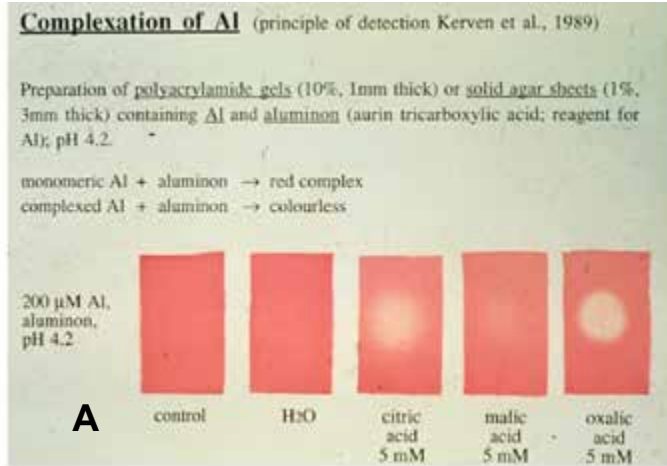 Complexation of Al (principle of detection Kerven et al., 1989)
Preparation of polyacrylamide gels (10%, 1mm thick) or solid agar sheets (1%,
3mm thick) containing Al and aluminon (aurin tricarboxylic acid; reagent for
Al); pH 4.2.
monomeric Al + aluminon → red complex
complexed Al + aluminon → colourless
200 µM Al,
aluminon,
pH 4.2
A
control
H2O
citric
acid
5 mM
malic
acid
5 mM
oxalic
acid
5 mM